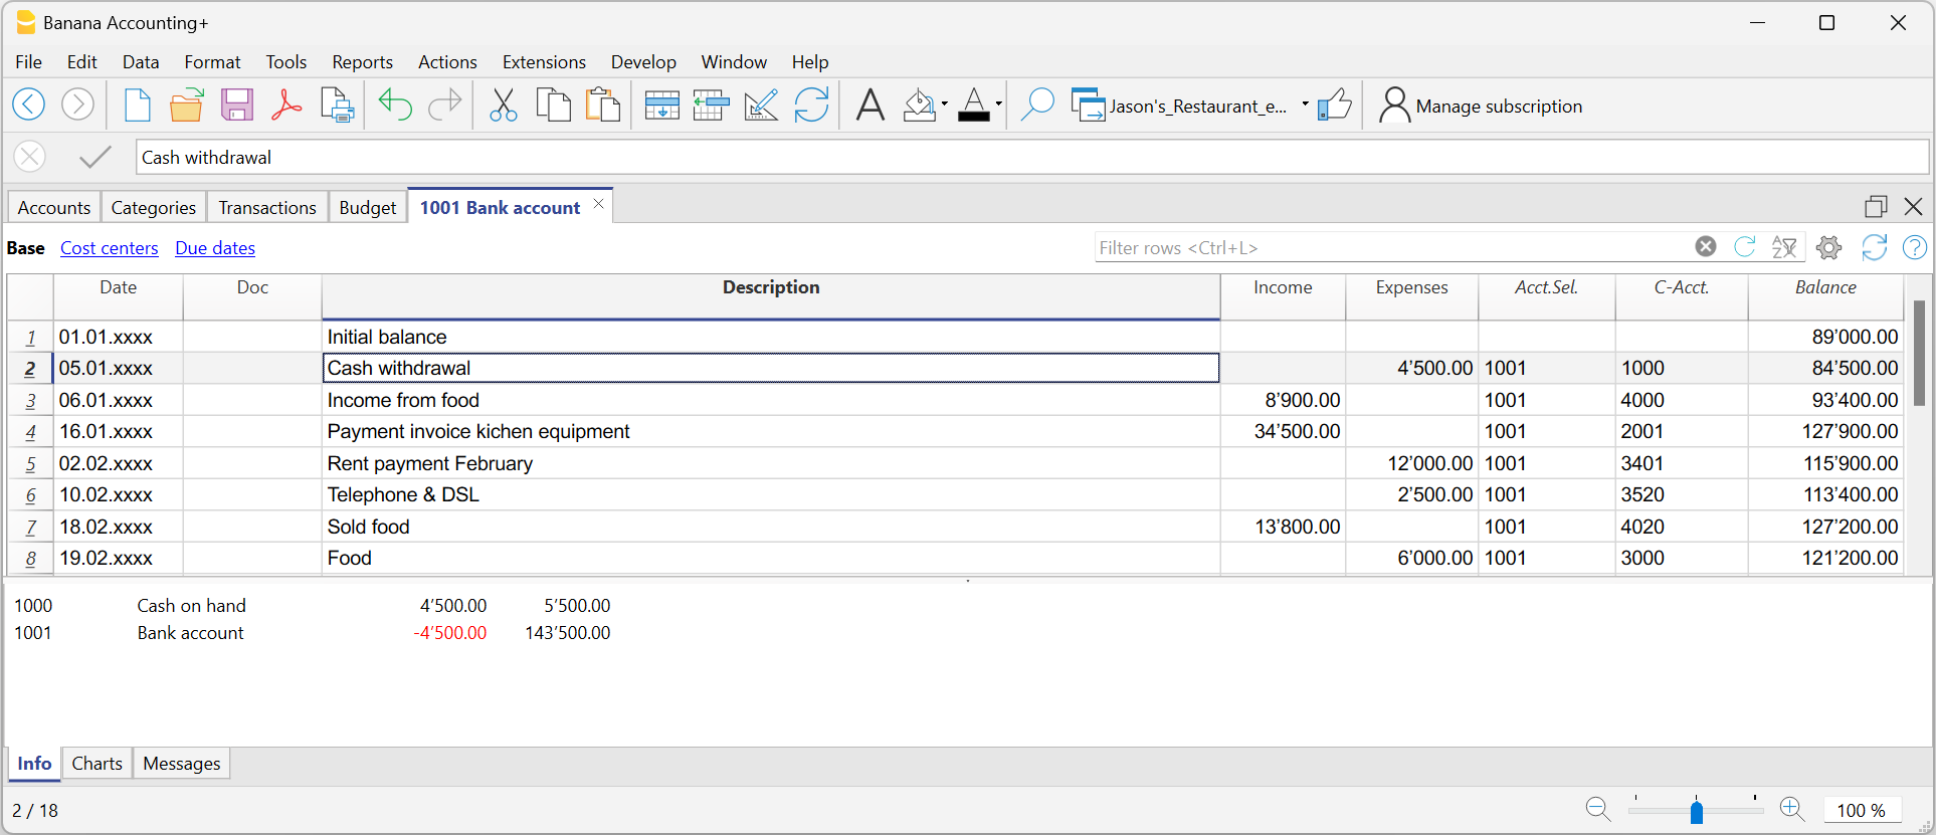 Banana Accounting+
File Edit Data Format Tools Reports Actions Extensions Develop Window Help
Jason's_Restaurant_e... Manage subscription
Cash withdrawal
Accounts Categories Transactions Budget 1001 Bank account
Base Cost centers Due dates Filter rows <Ctrl+L>
Date Doc Description Income Expenses Acct.Sel. C-Acct. Balance
1 01.01.xxxx Initial balance 89’000.00
2 05.01.xxxx Cash withdrawal 4’500.00 1001 1000 84’500.00
3 06.01.xxxx Income from food 8’900.00 1001 4000 93’400.00
4 16.01.xxxx Payment invoice kichen equipment 34’500.00 1001 2001 127’900.00
5 02.02.xxxx Rent payment February 12’000.00 1001 3401 115’900.00
6 10.02.xxxx Telephone & DSL 2’500.00 1001 3520 113’400.00
7 18.02.xxxx Sold food 13’800.00 1001 4020 127’200.00
8 19.02.xxxx Food 6’000.00 1001 3000 121’200.00
1000 Cash on hand 4’500.00 5’500.00
1001 Bank account -4’500.00 143’500.00
Info Charts Messages
2 / 18 100 %